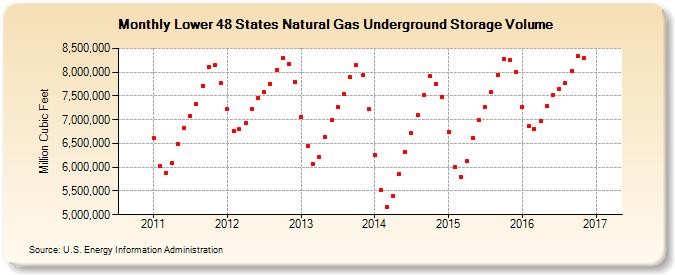 Monthly Lower 48 States Natural Gas Underground Storage Volume
Million Cubic Feet
8,500,000
8,000,000
7,500,000
7,000,000
6,500,000
6,000,000
5,500,000
5,000,000
2011 2012 2013 2014 2015 2016 2017
Source: U.S. Energy Information Administration